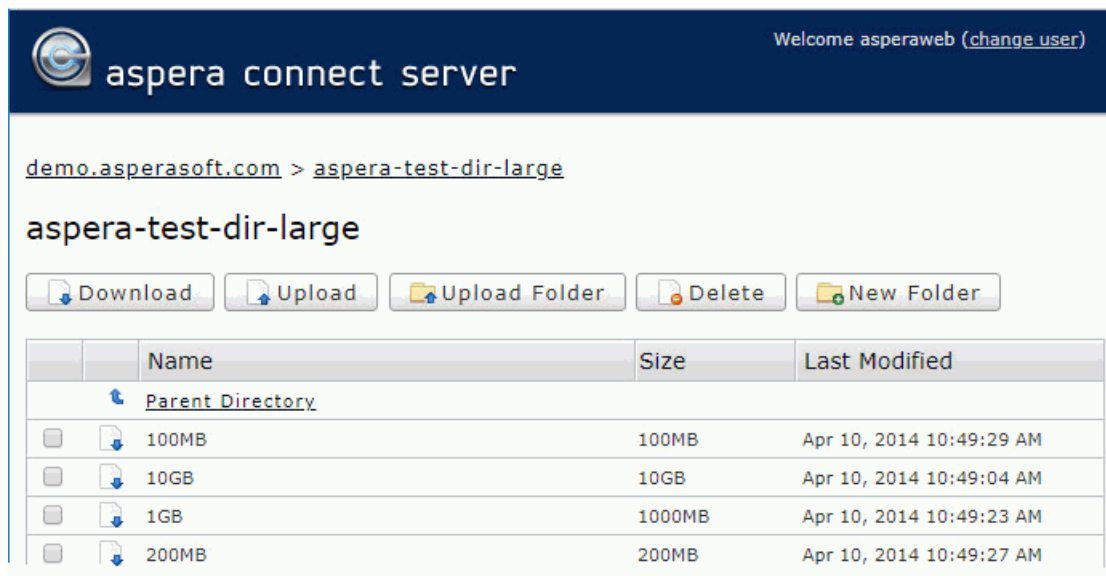 Welcome asperaweb (change user)
aspera connect server
demo.asperasoft.com > aspera-test-dir-large
aspera-test-dir-large
Download Upload Upload Folder Delete New Folder
Name Size Last Modified
Parent Directory
100MB 100MB Apr 10, 2014 10:49:29 AM
10GB 10GB Apr 10, 2014 10:49:04 AM
1GB 1000MB Apr 10, 2014 10:49:23 AM
200MB 200MB Apr 10, 2014 10:49:27 AM